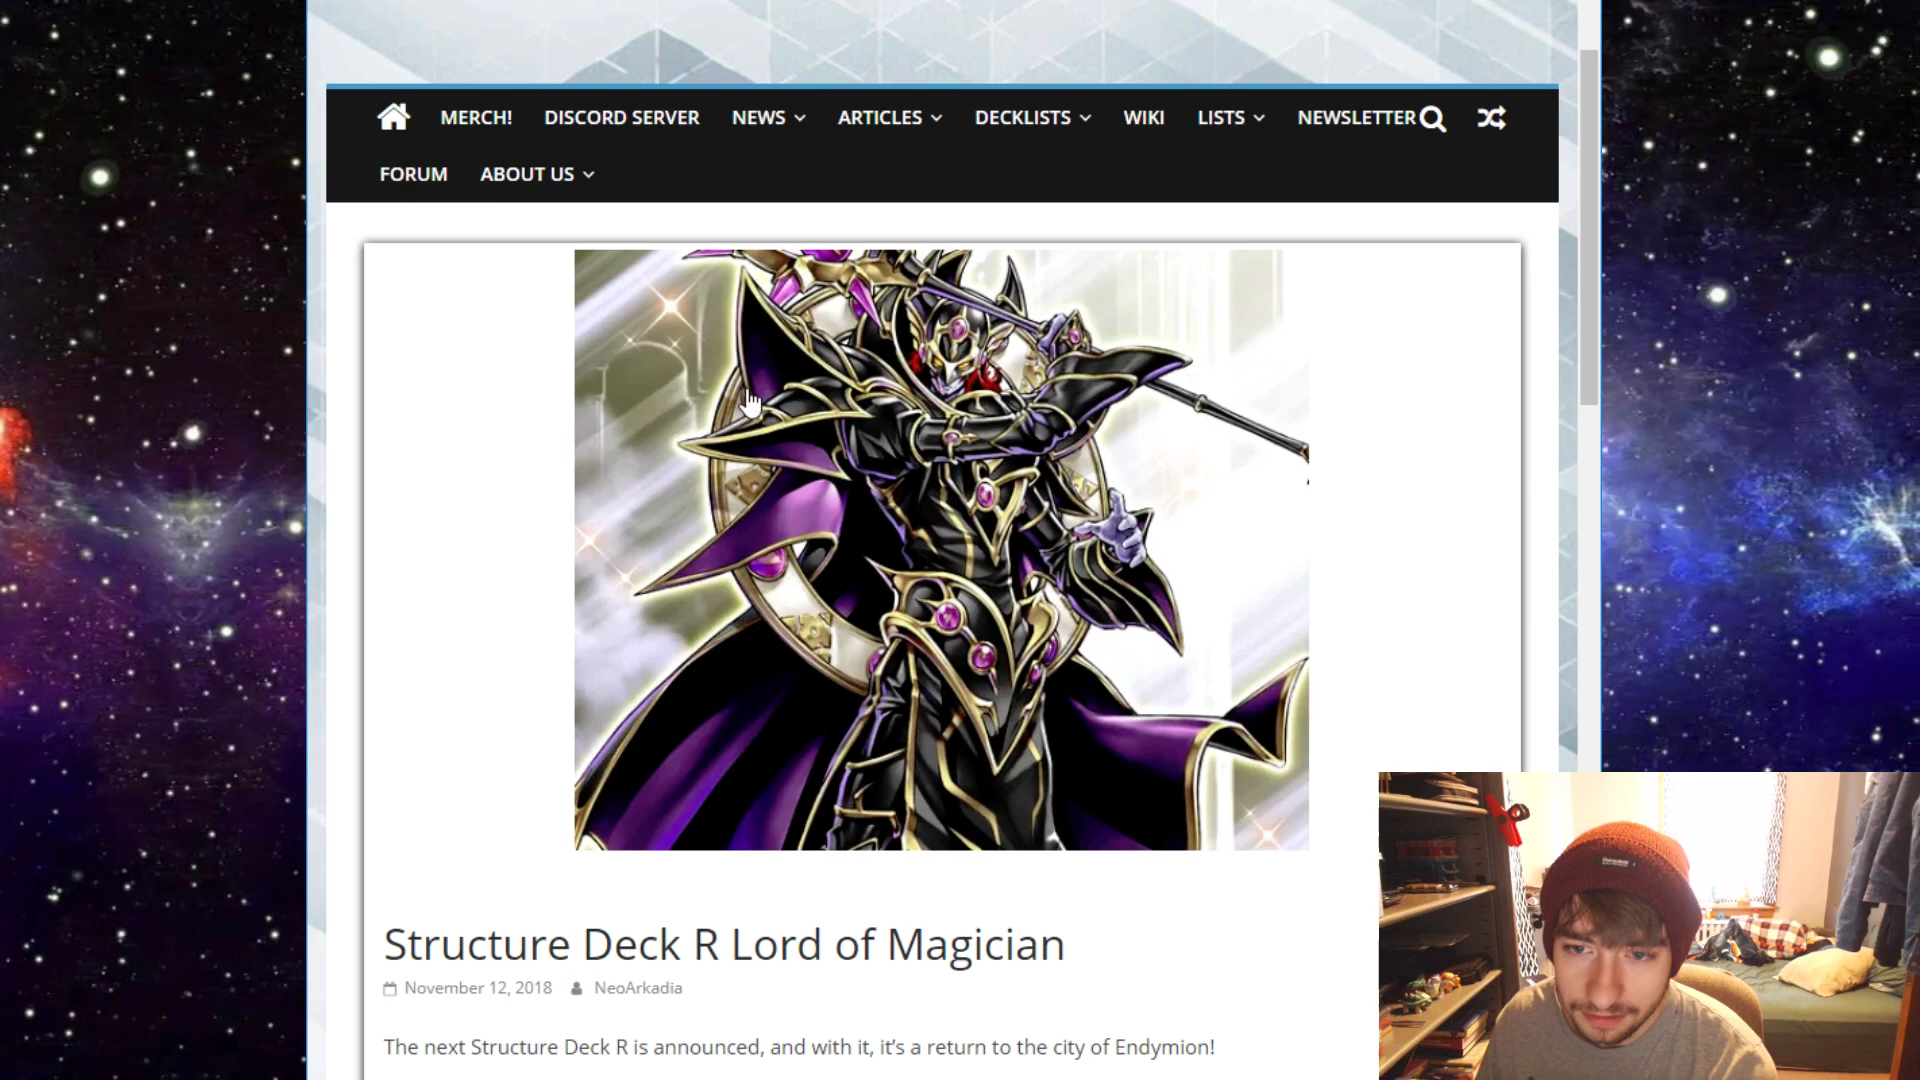 MERCH! DISCORD SERVER NEWS ARTICLES DECKLISTS WIKI LISTS NEWSLETTER
FORUM ABOUT US
Structure Deck R Lord of Magician
November 12, 2018 NeoArkadia
The next Structure Deck R is announced, and with it, it's a return to the city of Endymion!